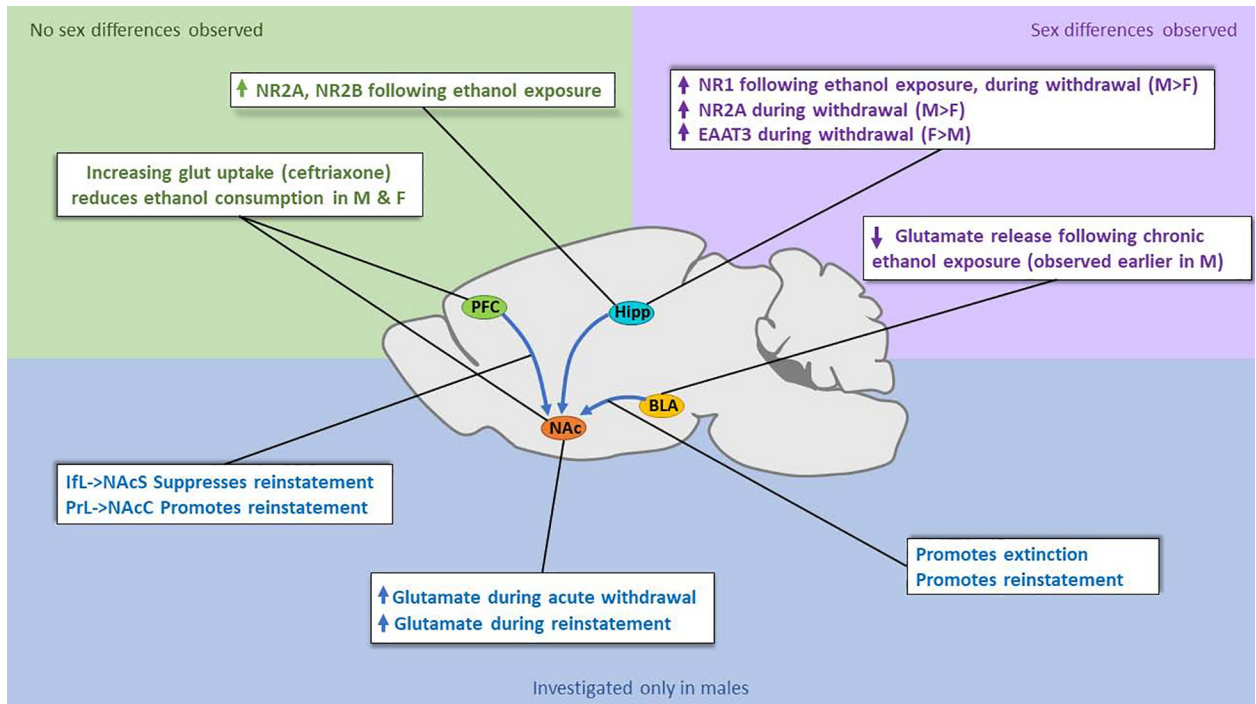 No sex differences observed
Sex differences observed
NR2A, NR2B following ethanol exposure
NR1 following ethanol exposure, during withdrawal (M>F)
NR2A during withdrawal (M>F)
EAAT3 during withdrawal (F>M)
Increasing glut uptake (ceftriaxone)
reduces ethanol consumption in M & F
Glutamate release following chronic
ethanol exposure (observed earlier in M)
PFC
Hipp
BLA
NAc
IfL->NAcS Suppresses reinstatement
PrL->NAcC Promotes reinstatement
Promotes extinction
Promotes reinstatement
Glutamate during acute withdrawal
Glutamate during reinstatement
Investigated only in males